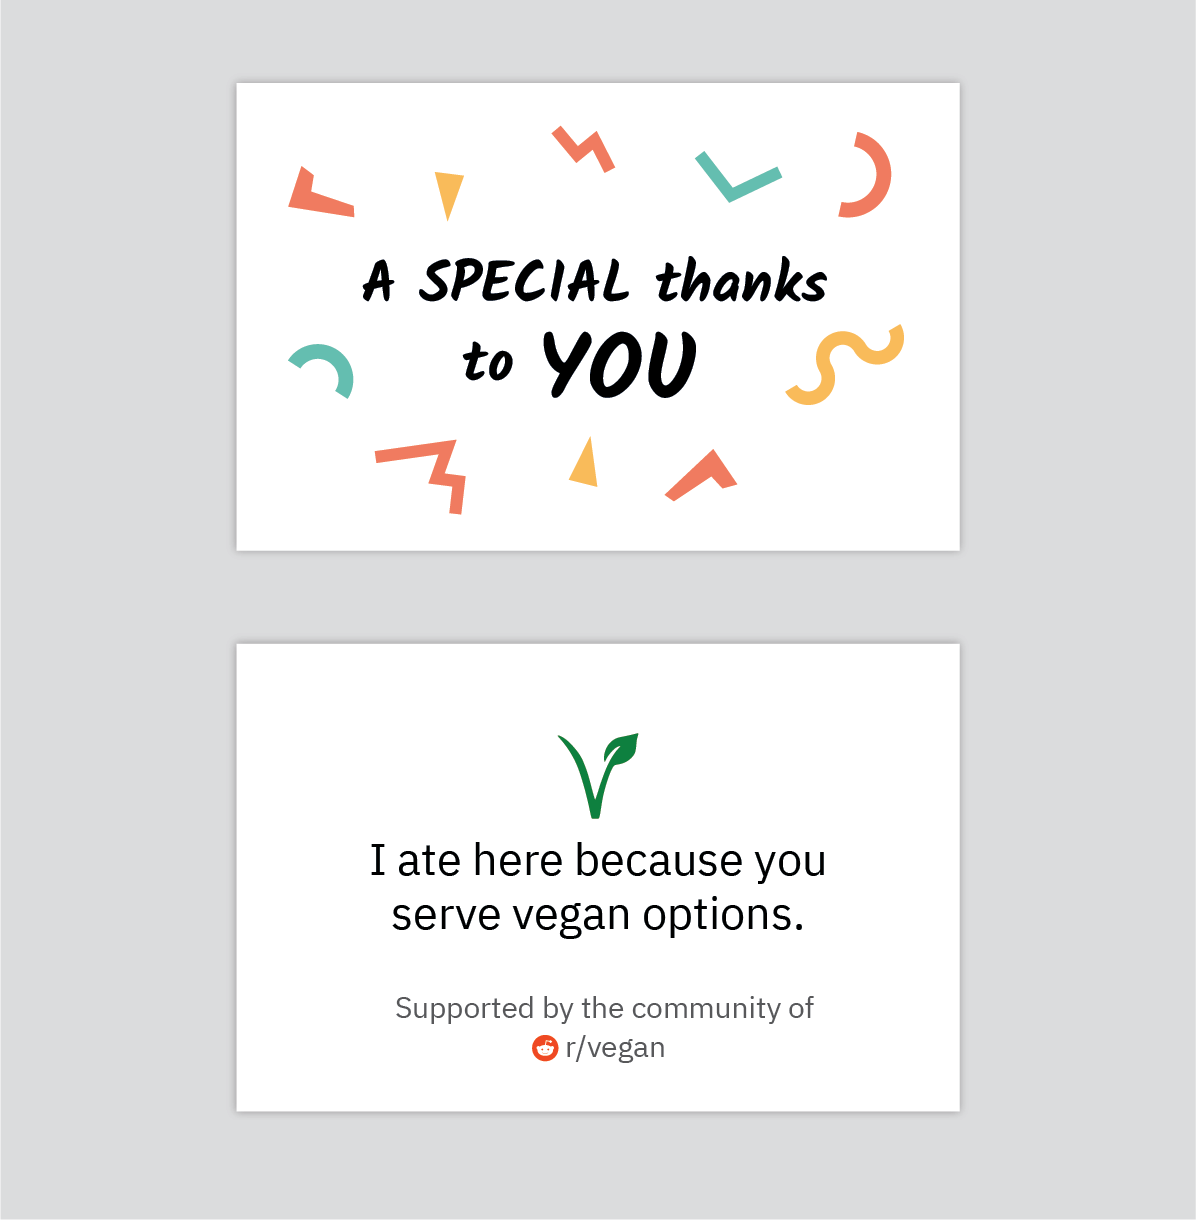 A SPECIAL thanks
to YOU
I ate here because you
serve vegan options.
Supported by the community of
r/vegan